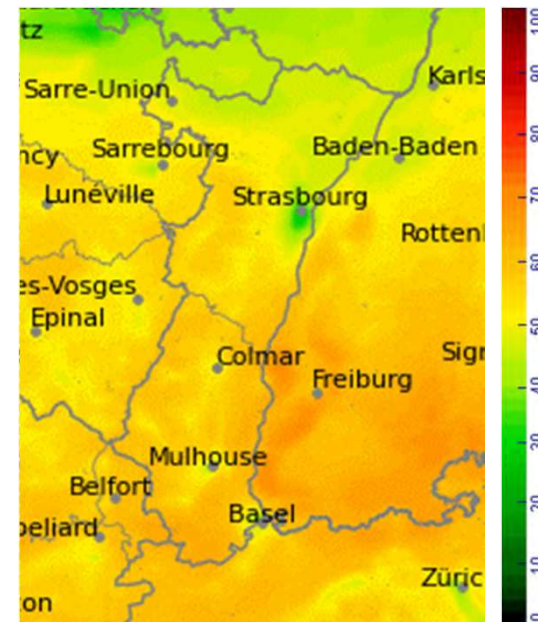 tz
Karls
Sarre-Union
Sarrebourg
Baden-Baden
ncy
Lunéville
Strasbourg
Rottenl
es-Vosges
Epinal
Colmar
Sigr
Freiburg
Mulhouse
Belfort
Basel
peliard
Züric
on
100
90
80
70
60
50
40
30
20
10
0